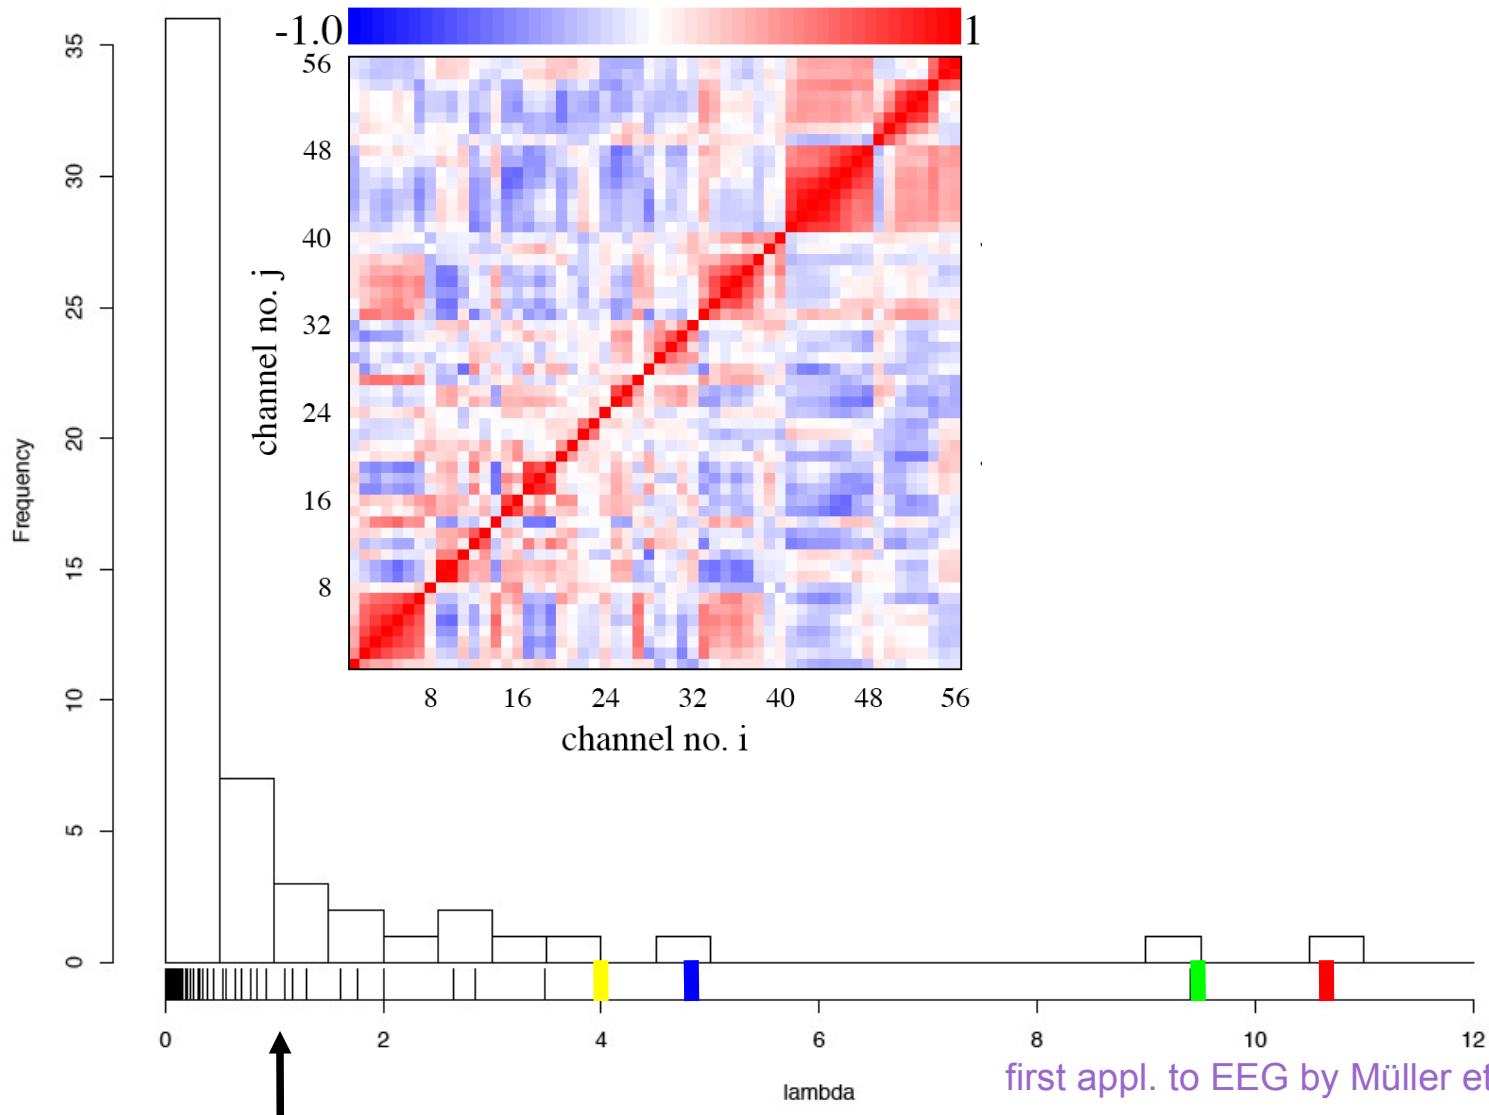 -1.0 1
56
48
40
32
24
16
8
channel no. j
8 16 24 32 40 48 56
channel no. i
35
30
25
20
15
10
5
0
Frequency
0 2 4 6 8 10 12
lambda
first appl. to EEG by Müller et